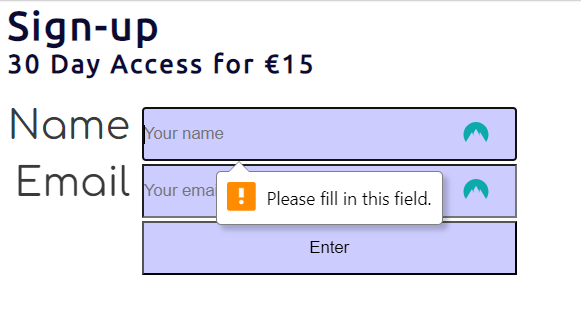 Sign-up
30 Day Access for €15
Name
Your name
Email
Your ema
! Please fill in this field.
Enter